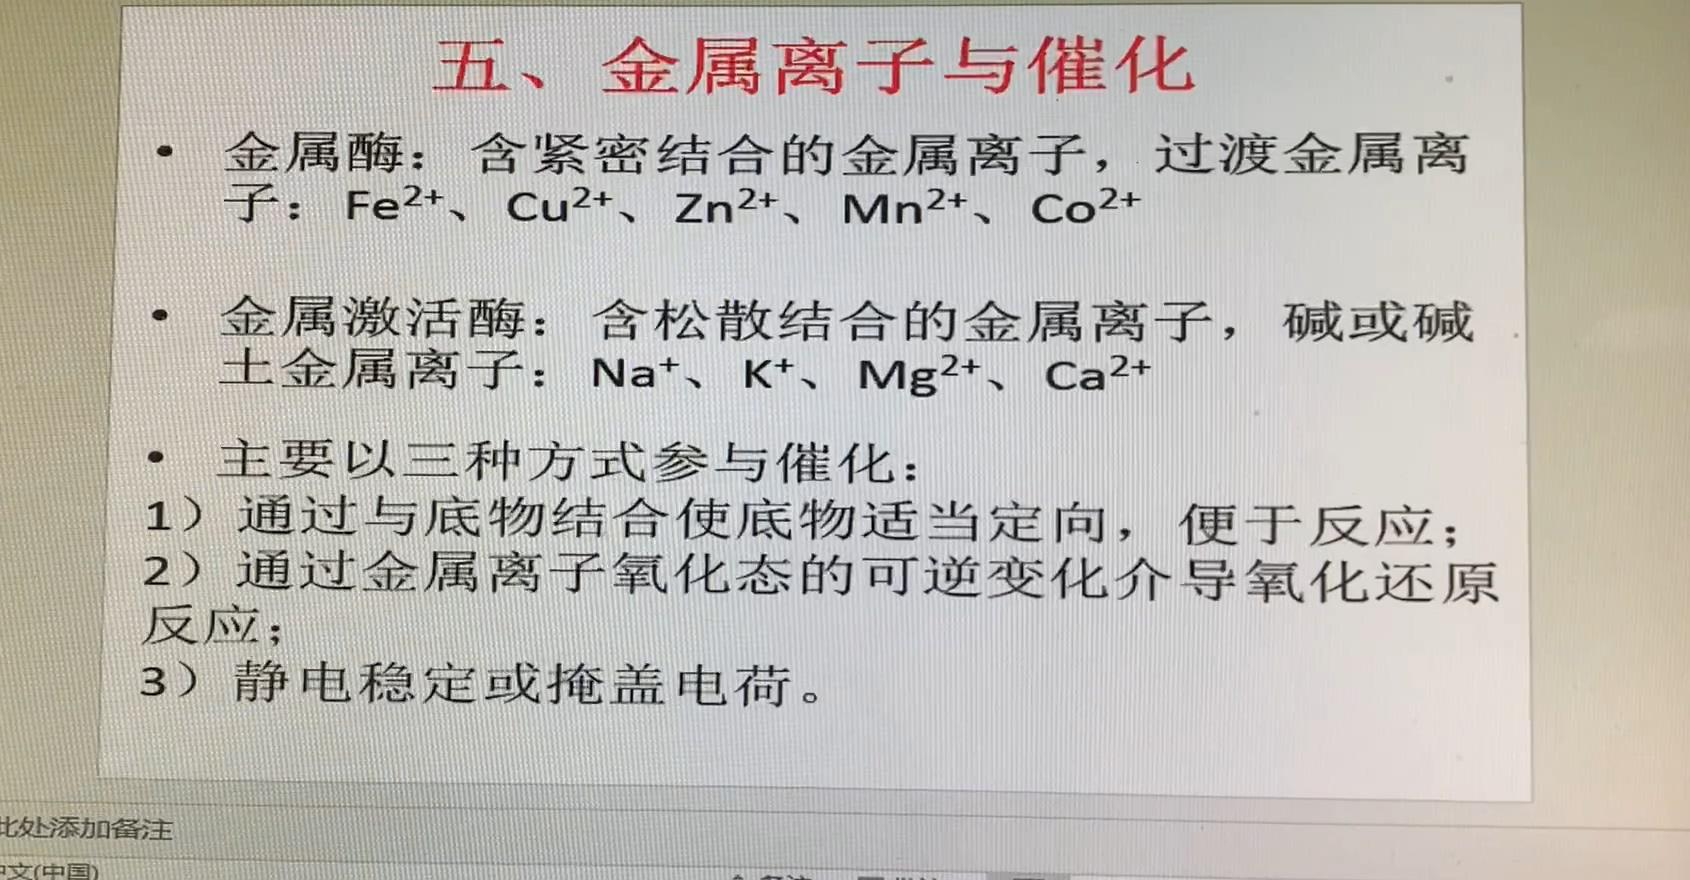 五、金属离子与催化
• 金属酶：含紧密结合的金属离子，过渡金属离
子：Fe²⁺、Cu²⁺、Zn²⁺、Mn²⁺、Co²⁺
• 金属激活酶：含松散结合的金属离子，碱或碱
土金属离子：Na⁺、K⁺、Mg²⁺、Ca²⁺
• 主要以三种方式参与催化：
1）通过与底物结合使底物适当定向，便于反应；
2）通过金属离子氧化态的可逆变化介导氧化还原
反应；
3）静电稳定或掩盖电荷。
此处添加备注
中文(中国)